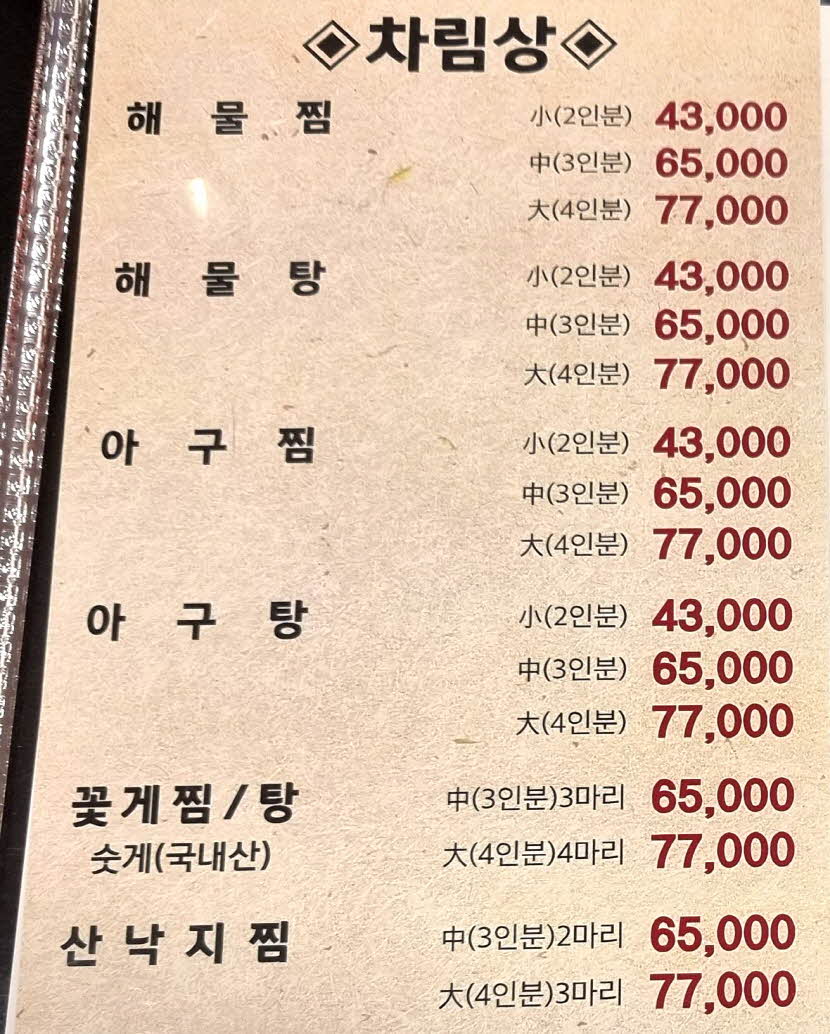 ◈차림상◈
해 물 찜 小(2인분) 43,000
中(3인분) 65,000
大(4인분) 77,000
해 물 탕 小(2인분) 43,000
中(3인분) 65,000
大(4인분) 77,000
아 구 찜 小(2인분) 43,000
中(3인분) 65,000
大(4인분) 77,000
아 구 탕 小(2인분) 43,000
中(3인분) 65,000
大(4인분) 77,000
꽃게찜/탕 中(3인분)3마리 65,000
숫게(국내산) 大(4인분)4마리 77,000
산 낙 지 찜 中(3인분)2마리 65,000
大(4인분)3마리 77,000